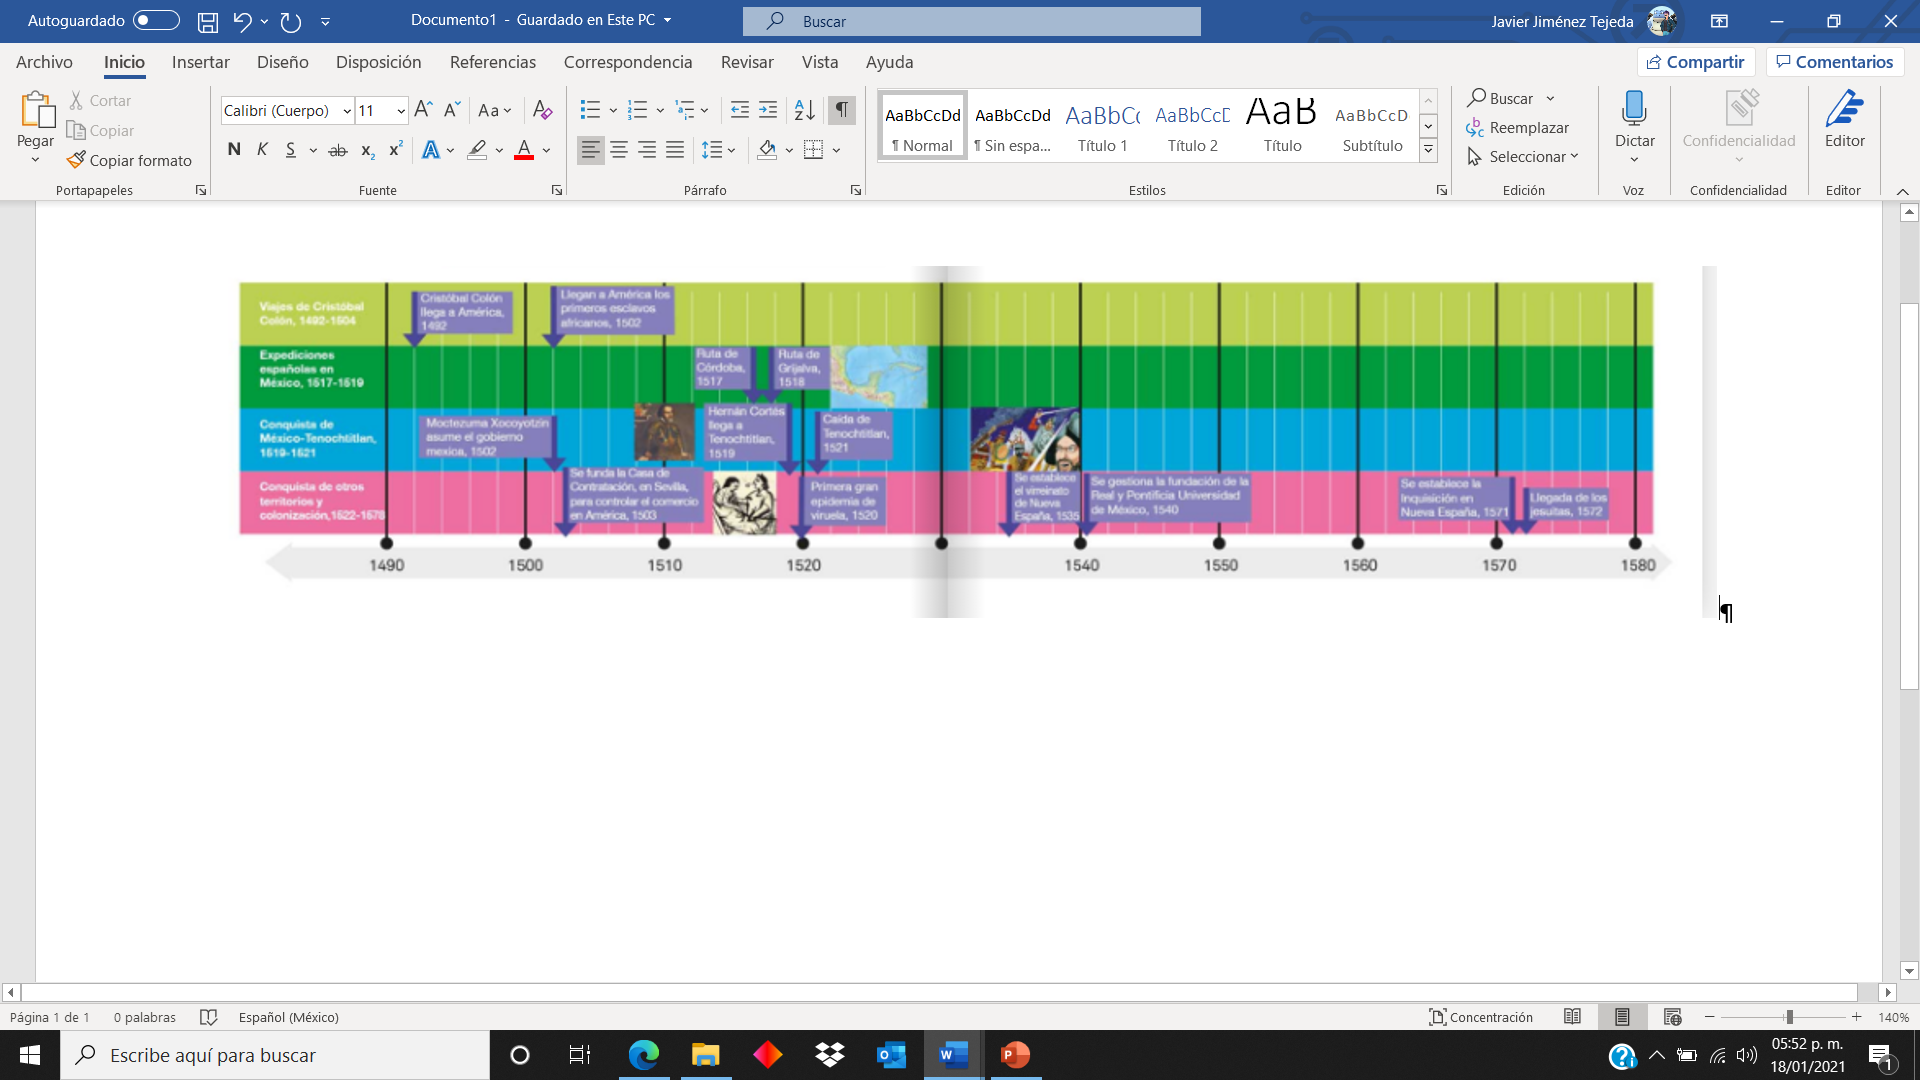 Autoguardado
Documento1 - Guardado en Este PC
Buscar
Javier Jiménez Tejeda
Archivo
Inicio
Insertar
Diseño
Disposición
Referencias
Correspondencia
Revisar
Vista
Ayuda
Compartir
Comentarios
Pegar
Cortar
Copiar
Copiar formato
Portapapeles
Calibri (Cuerpo)
11
Fuente
Párrafo
AaBbCcDd
¶ Normal
AaBbCcDd
¶ Sin espa...
AaBbCc
Título 1
AaBbCcD
Título 2
AaB
Título
AaBbCcD
Subtítulo
Estilos
Buscar
Reemplazar
Seleccionar
Edición
Dictar
Voz
Confidencialidad
Confidencialidad
Editor
Editor
Viajes de Cristóbal
Colón, 1492-1504
Cristóbal Colón
llega a América,
1492
Llegan a América los
primeros esclavos
africanos, 1502
Expediciones
españolas en
México, 1517-1519
Ruta de
Córdoba,
1517
Ruta de
Grijalva,
1518
Conquista de
México-Tenochtitlan,
1519-1521
Moctezuma Xocoyotzin
asume el gobierno
mexica, 1502
Hernán Cortés
llega a
Tenochtitlan,
1519
Caída de
Tenochtitlan,
1521
Conquista de otros
territorios y
colonización,1522-1578
Se funda la Casa de
Contratación, en Sevilla,
para controlar el comercio
en América, 1503
Primera gran
epidemia de
viruela, 1520
Se establece
el virreinato
de Nueva
España, 1535
Se gestiona la fundación de la
Real y Pontificia Universidad
de México, 1540
Se establece la
Inquisición en
Nueva España, 1571
Llegada de los
jesuitas, 1572
1490
1500
1510
1520
1540
1550
1560
1570
1580
¶
Página 1 de 1
0 palabras
Español (México)
Concentración
140%
Escribe aquí para buscar
05:52 p. m.
18/01/2021
1